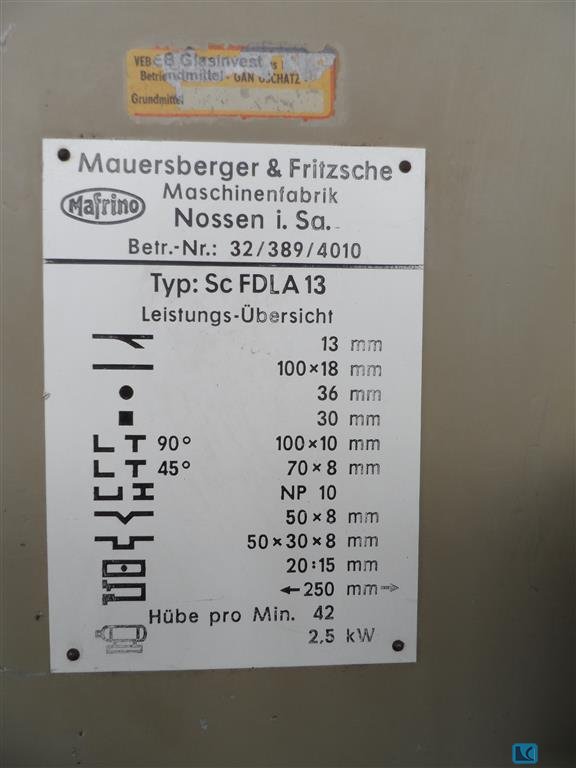 VEB
EB Glasinvest
GAN OSCHATZ
Grundmittel
Mauersberger & Fritzsche
Mafrino
Maschinenfabrik
Nossen i. Sa.
Betr.-Nr.: 32/389/4010
Typ: Sc FDLA 13
Leistungs-Übersicht
13 mm
100×18 mm
36 mm
30 mm
90° 100×10 mm
45° 70×8 mm
NP 10
50×8 mm
50×30×8 mm
20:15 mm
←250 mm→
Hübe pro Min. 42
2,5 kW